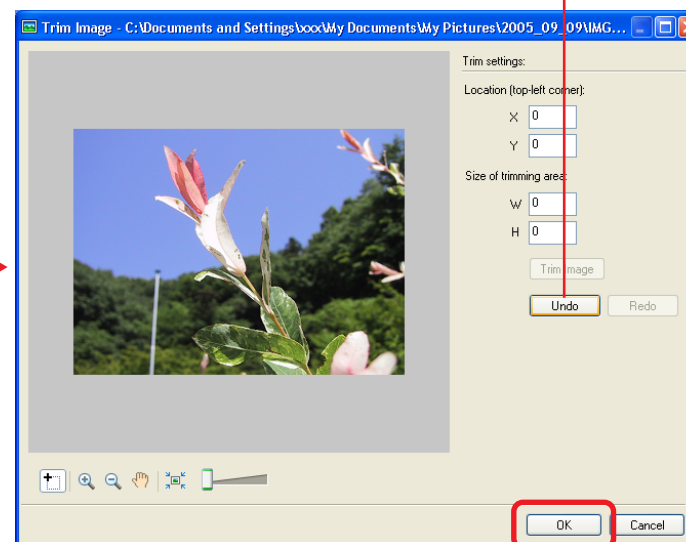 Trim Image - C:\Documents and Settings\xxx\My Documents\My Pictures\2005_09_09\IMG...
Trim settings:
Location (top-left corner):
X 0
Y 0
Size of trimming area:
W 0
H 0
Trim Image
Undo Redo
OK Cancel